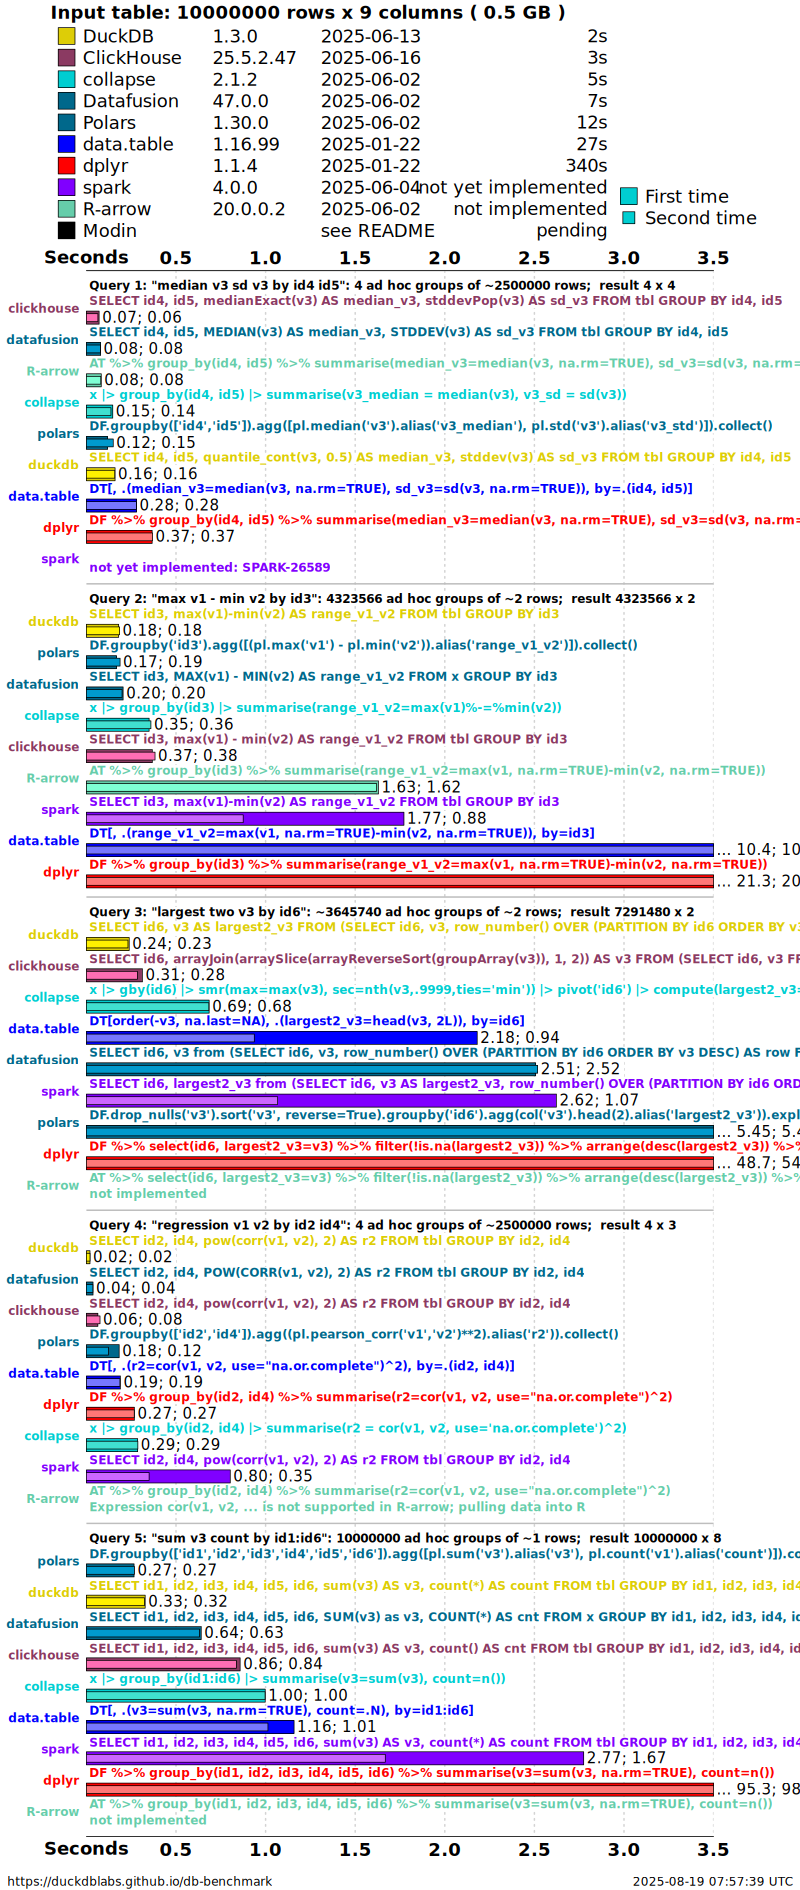 Input table: 10000000 rows x 9 columns ( 0.5 GB )
DuckDB 1.3.0 2025-06-13 2s
ClickHouse 25.5.2.47 2025-06-16 3s
collapse 2.1.2 2025-06-02 5s
Datafusion 47.0.0 2025-06-02 7s
Polars 1.30.0 2025-06-02 12s
data.table 1.16.99 2025-01-22 27s
dplyr 1.1.4 2025-01-22 340s
spark 4.0.0 2025-06-04 not yet implemented
First time
R-arrow 20.0.0.2 2025-06-02 not implemented
Second time
Modin see README pending
Seconds 0.5 1.0 1.5 2.0 2.5 3.0 3.5
Query 1: "median v3 sd v3 by id4 id5": 4 ad hoc groups of ~2500000 rows; result 4 x 4
SELECT id4, id5, medianExact(v3) AS median_v3, stddevPop(v3) AS sd_v3 FROM tbl GROUP BY id4, id5
clickhouse 0.07; 0.06
SELECT id4, id5, MEDIAN(v3) AS median_v3, STDDEV(v3) AS sd_v3 FROM tbl GROUP BY id4, id5
datafusion 0.08; 0.08
AT %>% group_by(id4, id5) %>% summarise(median_v3=median(v3, na.rm=TRUE), sd_v3=sd(v3, na.rm=
R-arrow 0.08; 0.08
x |> group_by(id4, id5) |> summarise(v3_median = median(v3), v3_sd = sd(v3))
collapse 0.15; 0.14
DF.groupby(['id4','id5']).agg([pl.median('v3').alias('v3_median'), pl.std('v3').alias('v3_std')]).collect()
polars 0.12; 0.15
SELECT id4, id5, quantile_cont(v3, 0.5) AS median_v3, stddev(v3) AS sd_v3 FROM tbl GROUP BY id4, id5
duckdb 0.16; 0.16
DT[, .(median_v3=median(v3, na.rm=TRUE), sd_v3=sd(v3, na.rm=TRUE)), by=.(id4, id5)]
data.table 0.28; 0.28
DF %>% group_by(id4, id5) %>% summarise(median_v3=median(v3, na.rm=TRUE), sd_v3=sd(v3, na.rm=
dplyr 0.37; 0.37
spark not yet implemented: SPARK-26589
Query 2: "max v1 - min v2 by id3": 4323566 ad hoc groups of ~2 rows; result 4323566 x 2
SELECT id3, max(v1)-min(v2) AS range_v1_v2 FROM tbl GROUP BY id3
duckdb 0.18; 0.18
DF.groupby('id3').agg([(pl.max('v1') - pl.min('v2')).alias('range_v1_v2')]).collect()
polars 0.17; 0.19
SELECT id3, MAX(v1) - MIN(v2) AS range_v1_v2 FROM x GROUP BY id3
datafusion 0.20; 0.20
x |> group_by(id3) |> summarise(range_v1_v2=max(v1)%-=%min(v2))
collapse 0.35; 0.36
SELECT id3, max(v1) - min(v2) AS range_v1_v2 FROM tbl GROUP BY id3
clickhouse 0.37; 0.38
AT %>% group_by(id3) %>% summarise(range_v1_v2=max(v1, na.rm=TRUE)-min(v2, na.rm=TRUE))
R-arrow 1.63; 1.62
SELECT id3, max(v1)-min(v2) AS range_v1_v2 FROM tbl GROUP BY id3
spark 1.77; 0.88
DT[, .(range_v1_v2=max(v1, na.rm=TRUE)-min(v2, na.rm=TRUE)), by=id3]
data.table ... 10.4; 10
DF %>% group_by(id3) %>% summarise(range_v1_v2=max(v1, na.rm=TRUE)-min(v2, na.rm=TRUE))
dplyr ... 21.3; 20
Query 3: "largest two v3 by id6": ~3645740 ad hoc groups of ~2 rows; result 7291480 x 2
SELECT id6, v3 AS largest2_v3 FROM (SELECT id6, v3, row_number() OVER (PARTITION BY id6 ORDER BY v3
duckdb 0.24; 0.23
SELECT id6, arrayJoin(arraySlice(arrayReverseSort(groupArray(v3)), 1, 2)) AS v3 FROM (SELECT id6, v3 FR
clickhouse 0.31; 0.28
x |> gby(id6) |> smr(max=max(v3), sec=nth(v3,.9999,ties='min')) |> pivot('id6') |> compute(largest2_v3=
collapse 0.69; 0.68
DT[order(-v3, na.last=NA), .(largest2_v3=head(v3, 2L)), by=id6]
data.table 2.18; 0.94
SELECT id6, v3 from (SELECT id6, v3, row_number() OVER (PARTITION BY id6 ORDER BY v3 DESC) AS row F
datafusion 2.51; 2.52
SELECT id6, largest2_v3 from (SELECT id6, v3 AS largest2_v3, row_number() OVER (PARTITION BY id6 ORD
spark 2.62; 1.07
DF.drop_nulls('v3').sort('v3', reverse=True).groupby('id6').agg(col('v3').head(2).alias('largest2_v3')).expl
polars ... 5.45; 5.4
DF %>% select(id6, largest2_v3=v3) %>% filter(!is.na(largest2_v3)) %>% arrange(desc(largest2_v3)) %>%
dplyr ... 48.7; 54
AT %>% select(id6, largest2_v3=v3) %>% filter(!is.na(largest2_v3)) %>% arrange(desc(largest2_v3)) %>%
R-arrow not implemented
Query 4: "regression v1 v2 by id2 id4": 4 ad hoc groups of ~2500000 rows; result 4 x 3
SELECT id2, id4, pow(corr(v1, v2), 2) AS r2 FROM tbl GROUP BY id2, id4
duckdb 0.02; 0.02
SELECT id2, id4, POW(CORR(v1, v2), 2) AS r2 FROM tbl GROUP BY id2, id4
datafusion 0.04; 0.04
SELECT id2, id4, pow(corr(v1, v2), 2) AS r2 FROM tbl GROUP BY id2, id4
clickhouse 0.06; 0.08
DF.groupby(['id2','id4']).agg((pl.pearson_corr('v1','v2')**2).alias('r2')).collect()
polars 0.18; 0.12
DT[, .(r2=cor(v1, v2, use="na.or.complete")^2), by=.(id2, id4)]
data.table 0.19; 0.19
DF %>% group_by(id2, id4) %>% summarise(r2=cor(v1, v2, use="na.or.complete")^2)
dplyr 0.27; 0.27
x |> group_by(id2, id4) |> summarise(r2 = cor(v1, v2, use='na.or.complete')^2)
collapse 0.29; 0.29
SELECT id2, id4, pow(corr(v1, v2), 2) AS r2 FROM tbl GROUP BY id2, id4
spark 0.80; 0.35
AT %>% group_by(id2, id4) %>% summarise(r2=cor(v1, v2, use="na.or.complete")^2)
R-arrow Expression cor(v1, v2, ... is not supported in R-arrow; pulling data into R
Query 5: "sum v3 count by id1:id6": 10000000 ad hoc groups of ~1 rows; result 10000000 x 8
DF.groupby(['id1','id2','id3','id4','id5','id6']).agg([pl.sum('v3').alias('v3'), pl.count('v1').alias('count')]).co
polars 0.27; 0.27
SELECT id1, id2, id3, id4, id5, id6, sum(v3) AS v3, count(*) AS count FROM tbl GROUP BY id1, id2, id3, id4
duckdb 0.33; 0.32
SELECT id1, id2, id3, id4, id5, id6, SUM(v3) as v3, COUNT(*) AS cnt FROM x GROUP BY id1, id2, id3, id4, id
datafusion 0.64; 0.63
SELECT id1, id2, id3, id4, id5, id6, sum(v3) AS v3, count() AS cnt FROM tbl GROUP BY id1, id2, id3, id4, id
clickhouse 0.86; 0.84
x |> group_by(id1:id6) |> summarise(v3=sum(v3), count=n())
collapse 1.00; 1.00
DT[, .(v3=sum(v3, na.rm=TRUE), count=.N), by=id1:id6]
data.table 1.16; 1.01
SELECT id1, id2, id3, id4, id5, id6, sum(v3) AS v3, count(*) AS count FROM tbl GROUP BY id1, id2, id3, id4
spark 2.77; 1.67
DF %>% group_by(id1, id2, id3, id4, id5, id6) %>% summarise(v3=sum(v3, na.rm=TRUE), count=n())
dplyr ... 95.3; 98
AT %>% group_by(id1, id2, id3, id4, id5, id6) %>% summarise(v3=sum(v3, na.rm=TRUE), count=n())
R-arrow not implemented
Seconds 0.5 1.0 1.5 2.0 2.5 3.0 3.5
https://duckdblabs.github.io/db-benchmark 2025-08-19 07:57:39 UTC